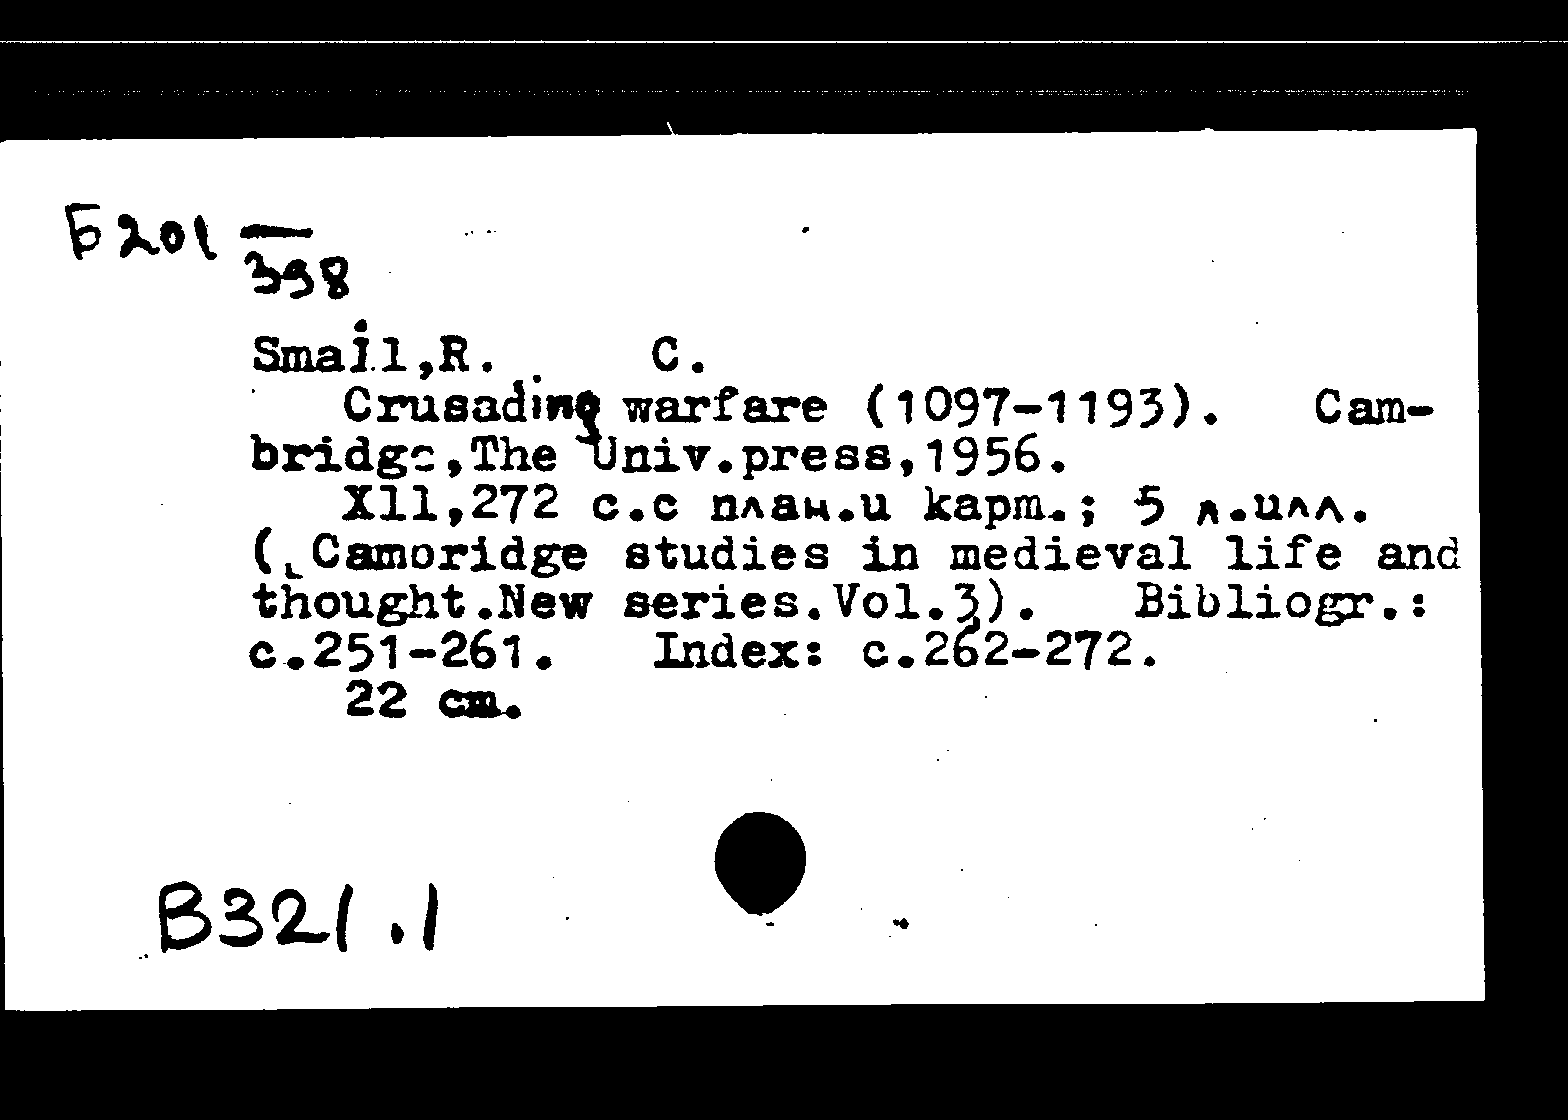 Б201 —
398
Smail,R. C.
Crusading warfare (1097-1193). Cam-
bridge,The Univ.press,1956.
XII,272 с.с план.и карт.; 5 л.илл.
(Cambridge studies in medieval life and
thought.New series.Vol.3). Bibliogr.:
c.251-261. Index: c.262-272.
22 cm.
B321.1